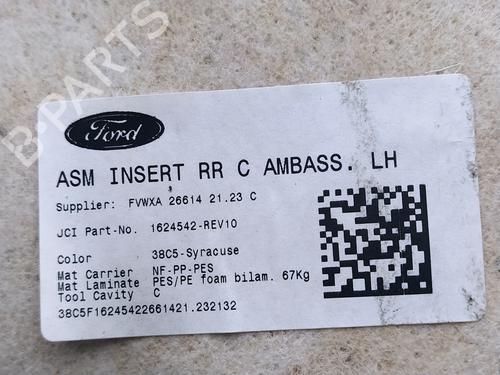 B-PARTS
Ford
ASM INSERT RR C AMBASS. LH
Supplier: FVWXA 26614 21.23 C
JCI Part-No. 1624542-REV10
Color 38C5-Syracuse
Mat Carrier NF-PP-PES
Mat Laminate PES/PE foam bilam. 67Kg
Tool Cavity C
38C5F16245422661421.232132